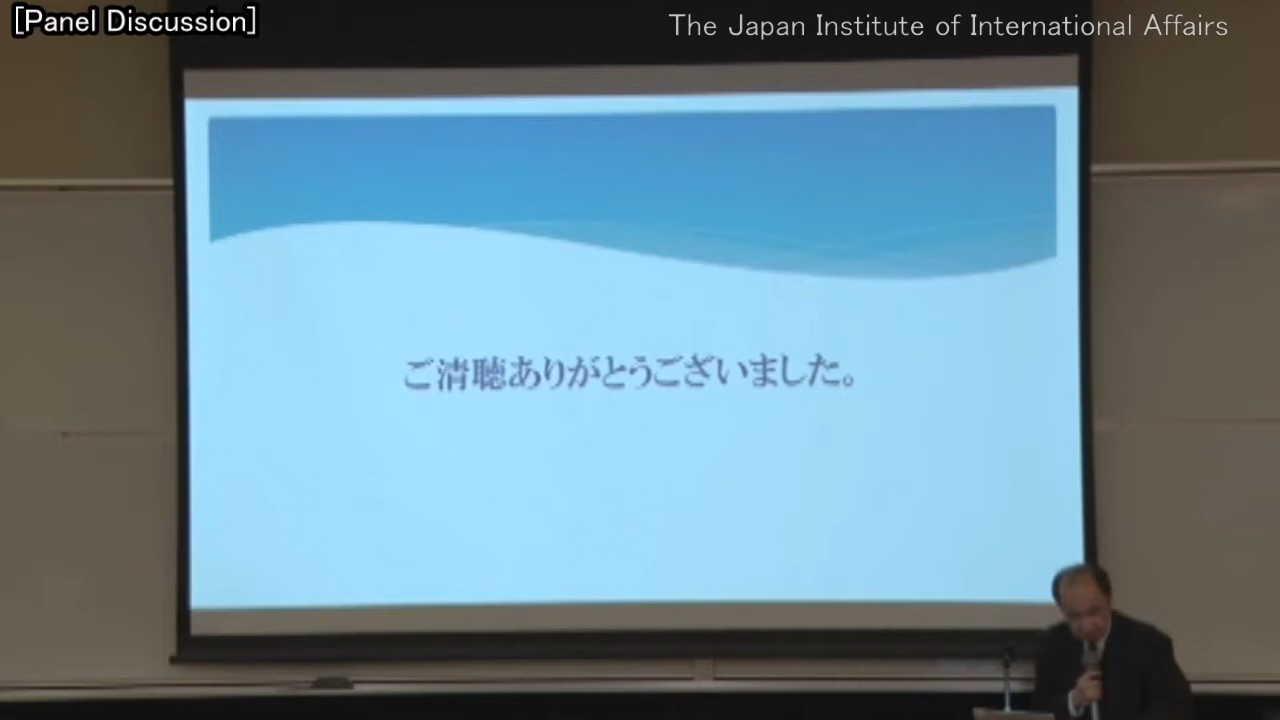 [Panel Discussion]
The Japan Institute of International Affairs
ご清聴ありがとうございました。